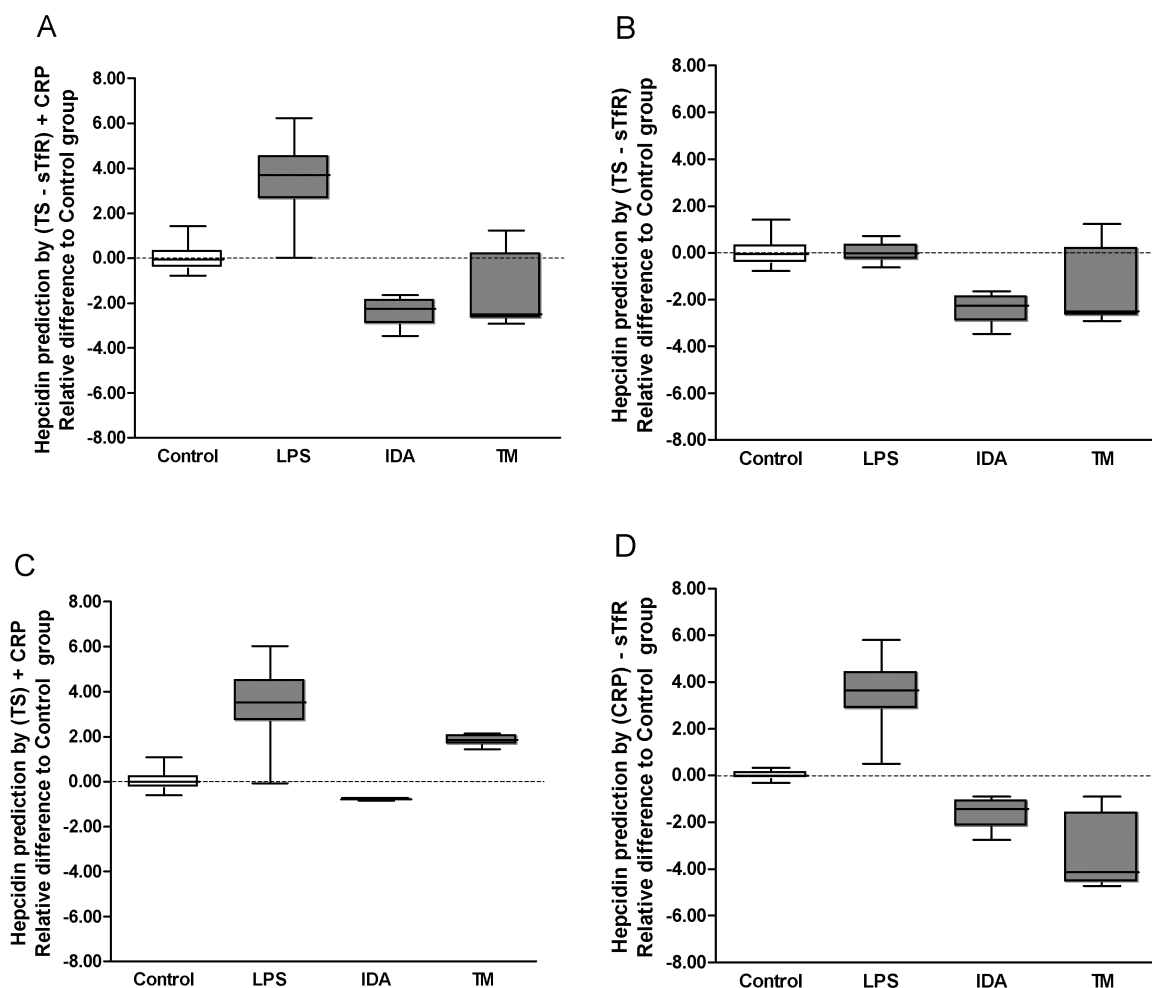 A
Hepcidin prediction by (TS - sTfR) + CRP
Relative difference to Control group
8.00
6.00
4.00
2.00
0.00
-2.00
-4.00
-6.00
-8.00
Control LPS IDA TM
B
Hepcidin prediction by (TS - sTfR)
Relative difference to Control group
8.00
6.00
4.00
2.00
0.00
-2.00
-4.00
-6.00
-8.00
Control LPS IDA TM
C
Hepcidin prediction by (TS) + CRP
Relative difference to Control group
8.00
6.00
4.00
2.00
0.00
-2.00
-4.00
-6.00
-8.00
Control LPS IDA TM
D
Hepcidin prediction by (CRP) - sTfR
Relative difference to Control group
8.00
6.00
4.00
2.00
0.00
-2.00
-4.00
-6.00
-8.00
Control LPS IDA TM